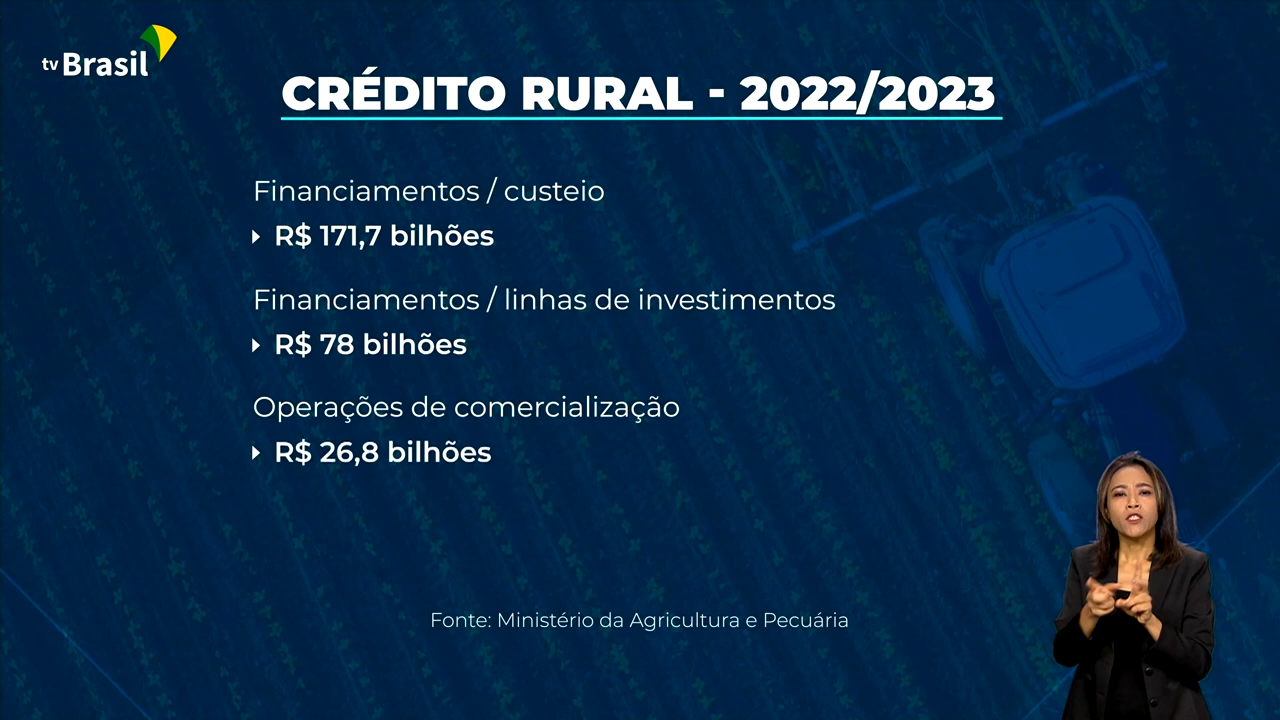 tv Brasil
CRÉDITO RURAL - 2022/2023
Financiamentos / custeio
R$ 171,7 bilhões
Financiamentos / linhas de investimentos
R$ 78 bilhões
Operações de comercialização
R$ 26,8 bilhões
Fonte: Ministério da Agricultura e Pecuária